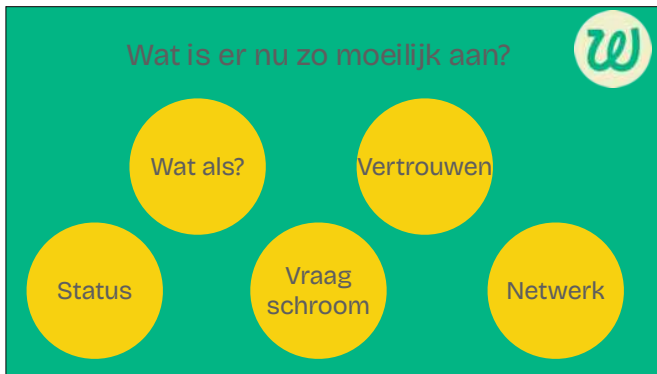 Wat is er nu zo moeilijk aan?
w
Wat als?
Vertrouwen
Status
Vraag
schroom
Netwerk